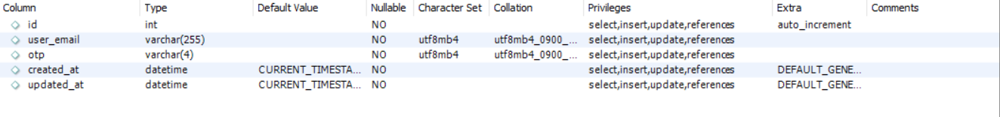 Column Type Default Value Nullable Character Set Collation Privileges Extra Comments
id int NO select,insert,update,references auto_increment
user_email varchar(255) NO utf8mb4 utf8mb4_0900_... select,insert,update,references
otp varchar(4) NO utf8mb4 utf8mb4_0900_... select,insert,update,references
created_at datetime CURRENT_TIMESTA... NO select,insert,update,references DEFAULT_GENE...
updated_at datetime CURRENT_TIMESTA... NO select,insert,update,references DEFAULT_GENE...